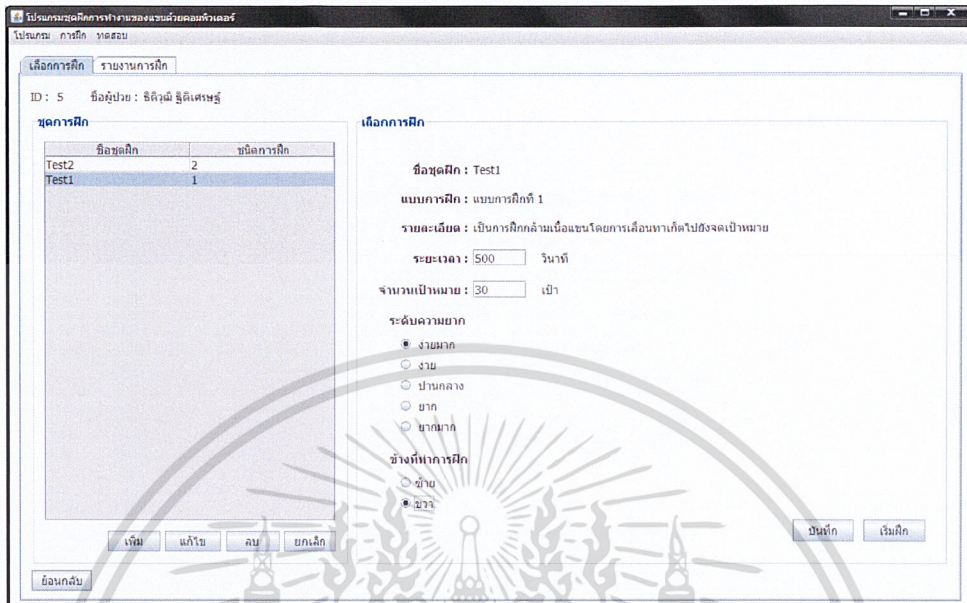 โปรแกรมชุดฝึกการทำงานของแขนด้วยคอมพิวเตอร์
โปรแกรม การฝึก ทดสอบ
เลือกการฝึก รายงานการฝึก
ID : 5 ชื่อผู้ป่วย : ธิติวุฒิ ฐิติเศรษฐ์
ชุดการฝึก
ชื่อชุดฝึก ชนิดการฝึก
Test2 2
Test1 1
เพิ่ม แก้ไข ลบ ยกเลิก
ย้อนกลับ
เลือกการฝึก
ชื่อชุดฝึก : Test1
แบบการฝึก : แบบการฝึกที่ 1
รายละเอียด : เป็นการฝึกกล้ามเนื้อแขนโดยการเลื่อนทาเก็ตไปยังจุดเป้าหมาย
ระยะเวลา : 500 วินาที
จำนวนเป้าหมาย : 30 เป้า
ระดับความยาก
ง่ายมาก
ง่าย
ปานกลาง
ยาก
ยากมาก
ข้างที่ทำการฝึก
ซ้าย
ขวา
บันทึก เริ่มฝึก